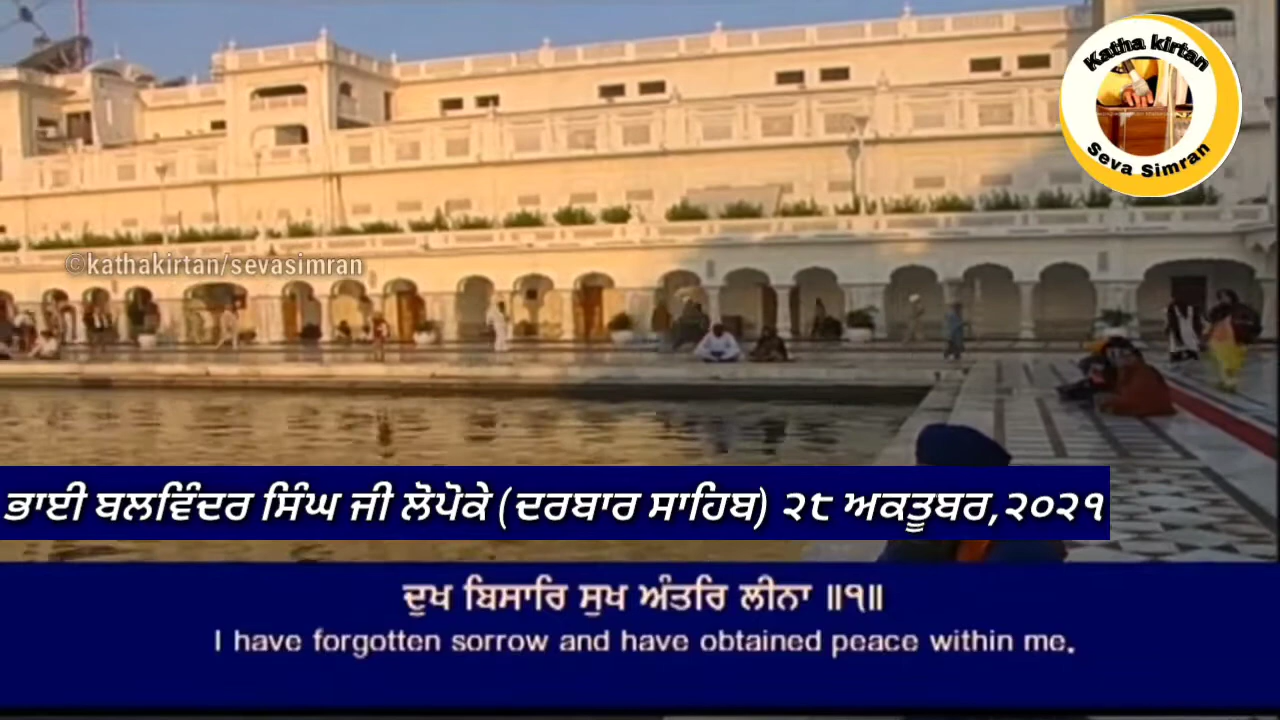 Katha kirtan
Seva Simran
©kathakirtan/sevasimran
ਭਾਈ ਬਲਵਿੰਦਰ ਸਿੰਘ ਜੀ ਲੋਪੋਕੇ (ਦਰਬਾਰ ਸਾਹਿਬ) ੨੮ ਅਕਤੂਬਰ,੨੦੨੧
ਦੁਖ ਬਿਸਾਰਿ ਸੁਖ ਅੰਤਰਿ ਲੀਨਾ ॥੧॥
I have forgotten sorrow and have obtained peace within me.